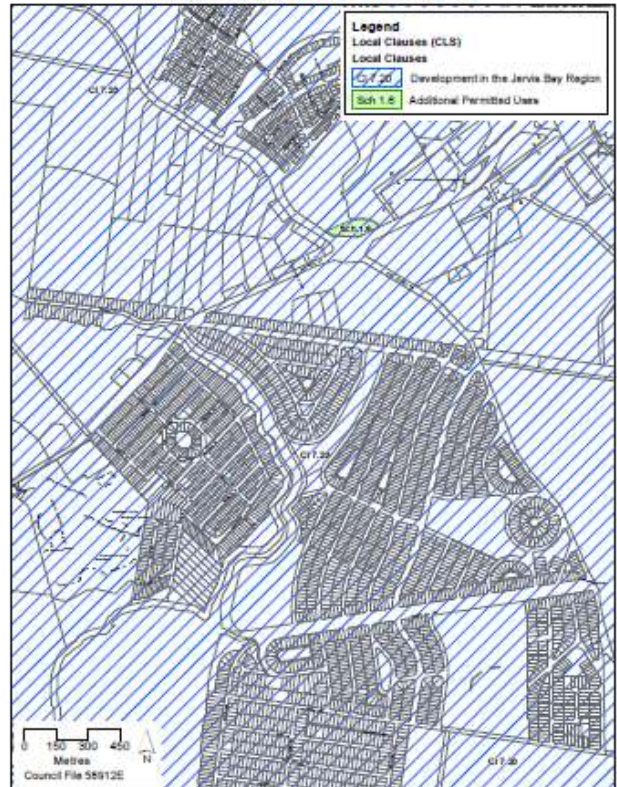 Legend
Local Clauses (CLS)
Local Clauses
Cl 7.20 Development in the Jervis Bay Region
Sch 1.6 Additional Permitted Uses
Cl 7.20
Sch 1.6
Cl 7.20
Cl 7.20
0 150 300 450
Metres
N
Council File 58912E